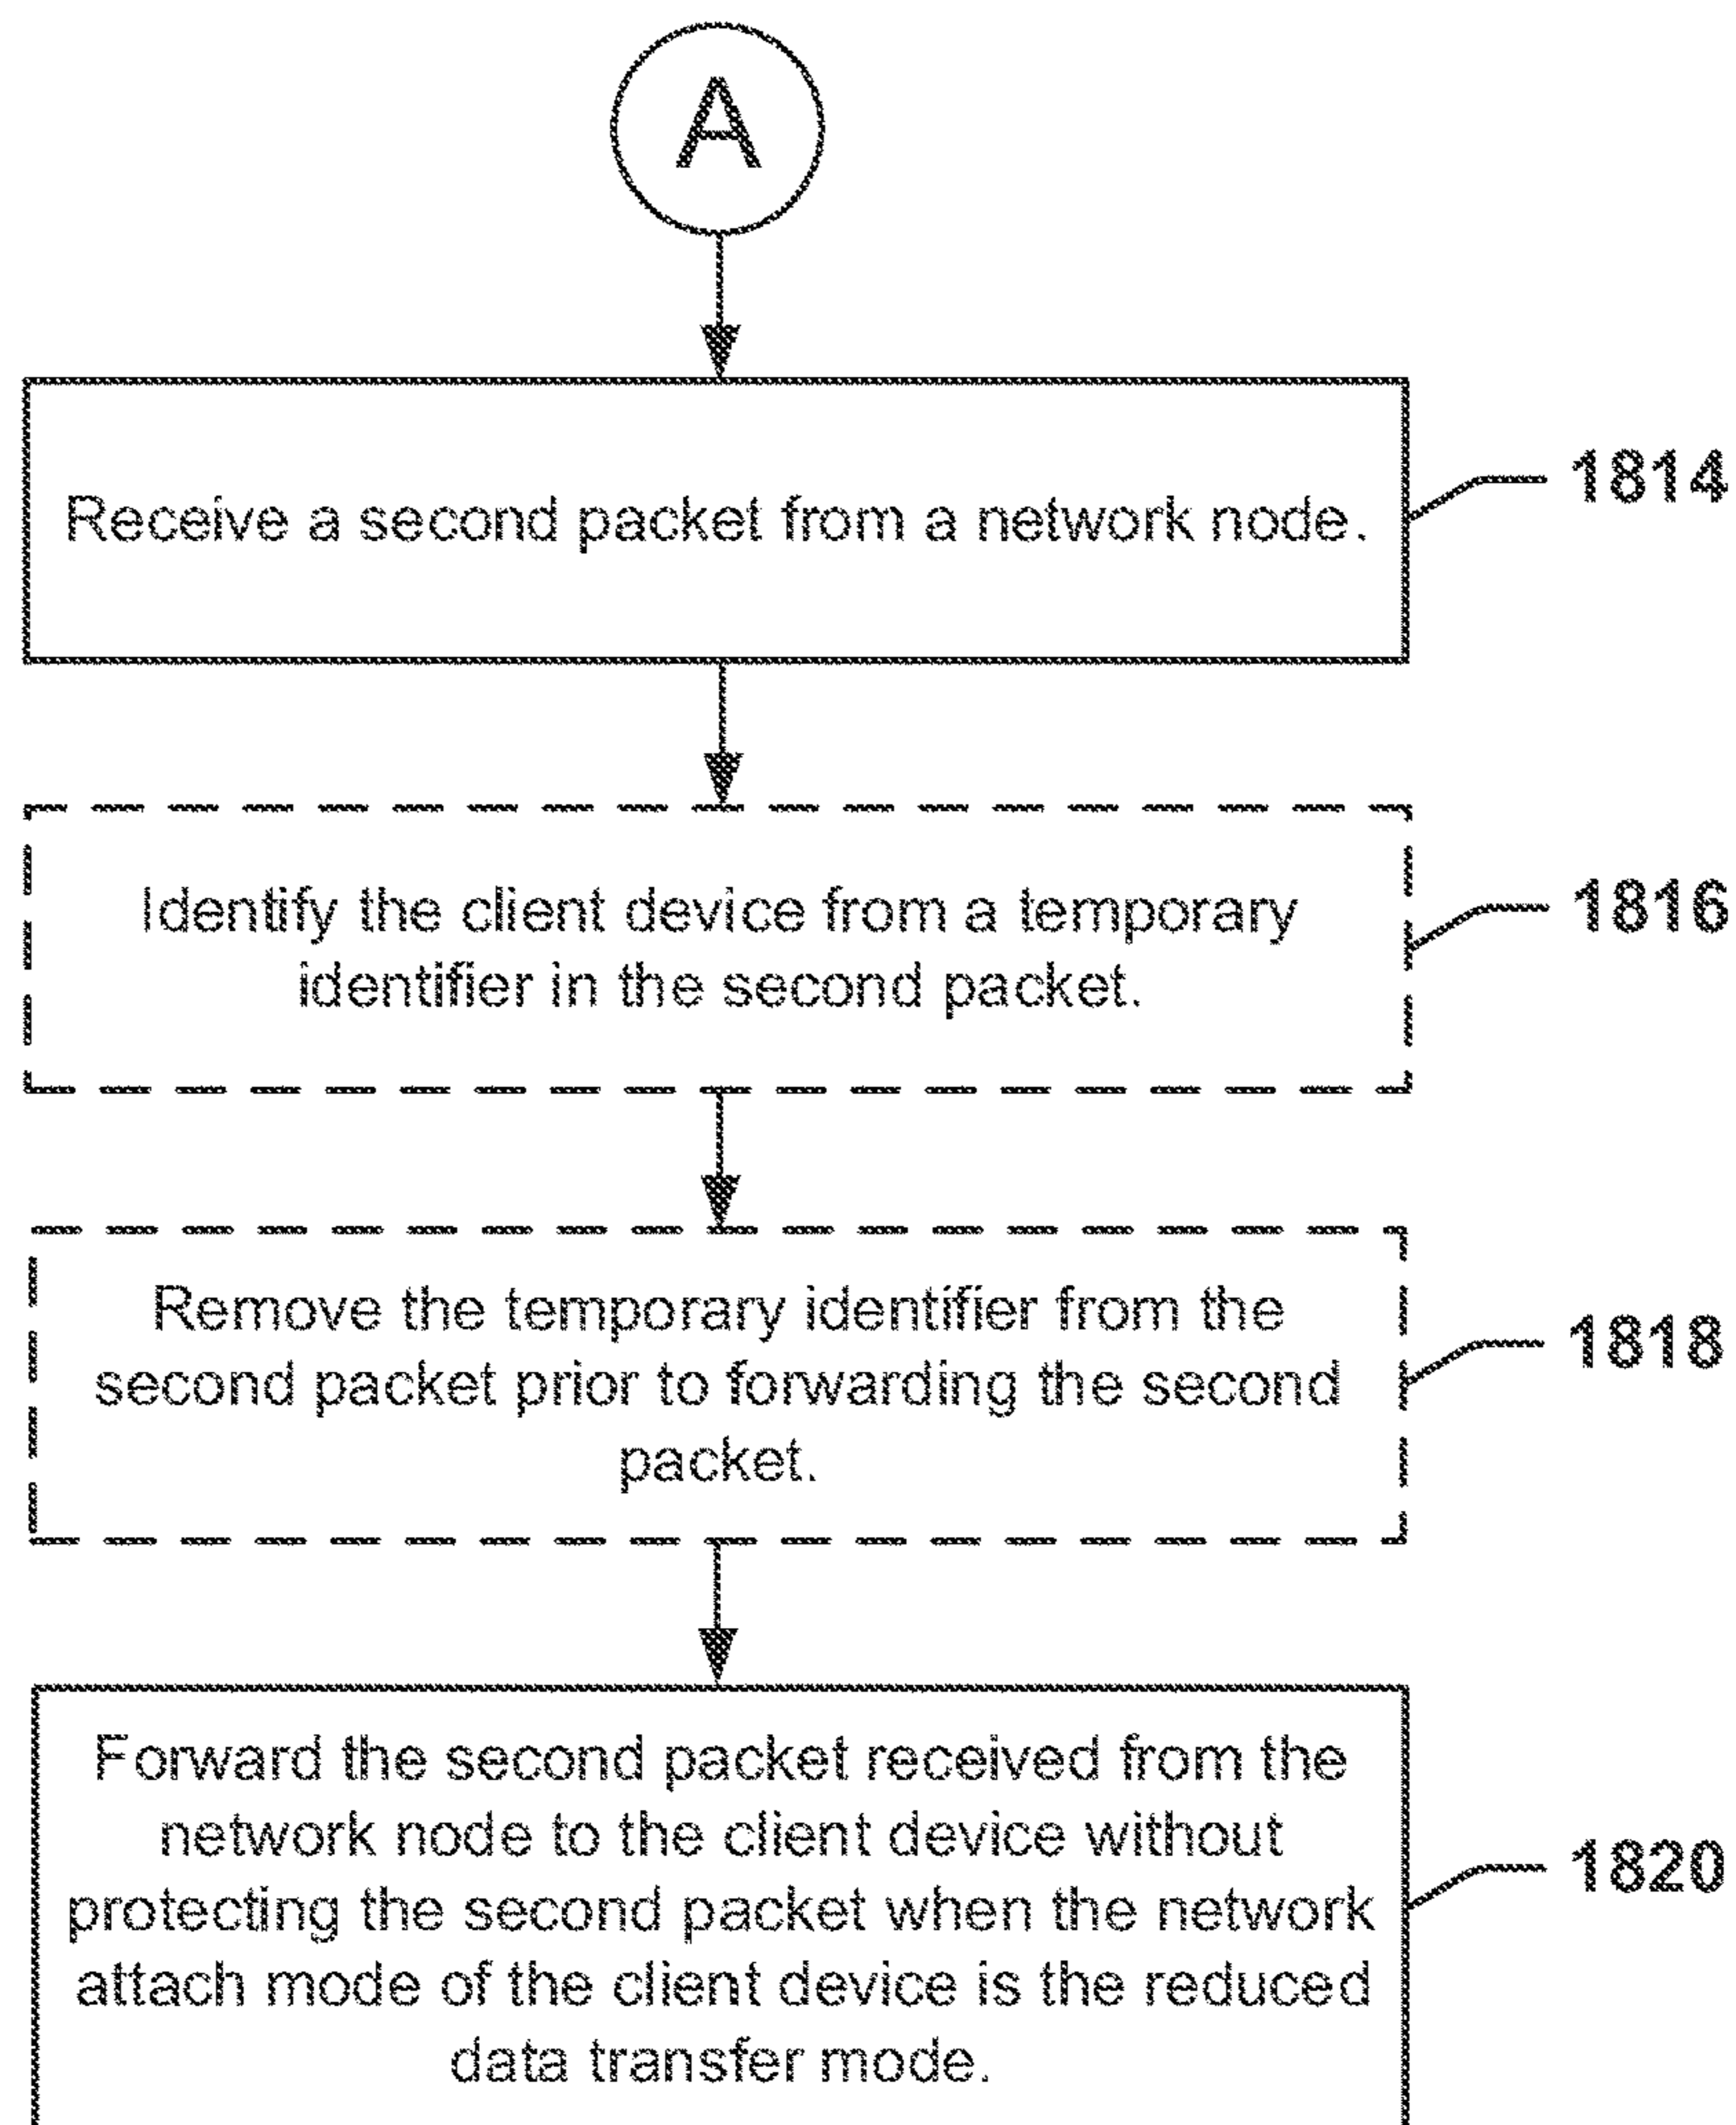 A
Receive a second packet from a network node.
1814
Identify the client device from a temporary
identifier in the second packet.
1816
Remove the temporary identifier from the
second packet prior to forwarding the second
packet.
1818
Forward the second packet received from the
network node to the client device without
protecting the second packet when the network
attach mode of the client device is the reduced
data transfer mode.
1820